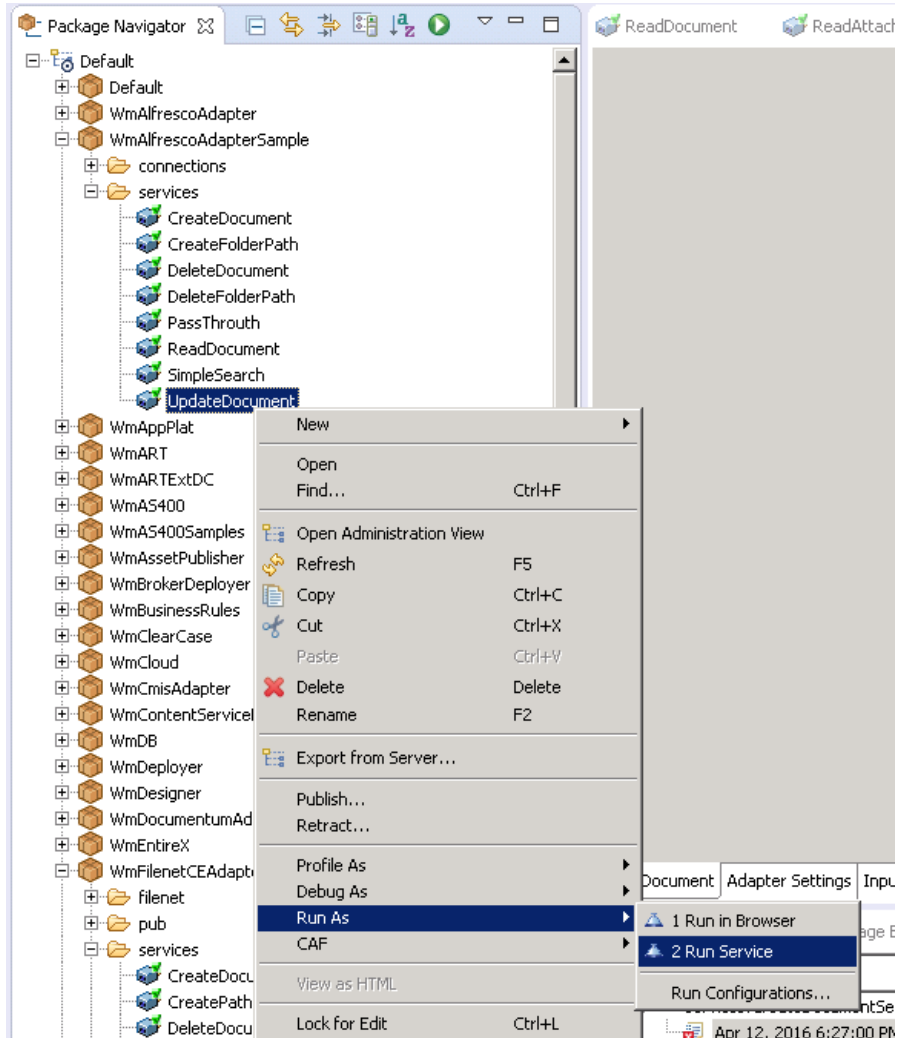 Package Navigator
ReadDocument
ReadAttach
Default
Default
WmAlfrescoAdapter
WmAlfrescoAdapterSample
connections
services
CreateDocument
CreateFolderPath
DeleteDocument
DeleteFolderPath
PassThrouth
ReadDocument
SimpleSearch
UpdateDocument
WmAppPlat
WmART
WmARTExtDC
WmAS400
WmAS400Samples
WmAssetPublisher
WmBrokerDeployer
WmBusinessRules
WmClearCase
WmCloud
WmCmisAdapter
WmContentServiceI
WmDB
WmDeployer
WmDesigner
WmDocumentumAd
WmEntireX
WmFilenetCEAdapt
filenet
pub
services
CreateDocu
CreatePath
DeleteDocu
New
Open
Find... Ctrl+F
Open Administration View
Refresh F5
Copy Ctrl+C
Cut Ctrl+X
Paste Ctrl+V
Delete Delete
Rename F2
Export from Server...
Publish...
Retract...
Profile As
Debug As
Run As
CAF
View as HTML
Lock for Edit Ctrl+L
Document Adapter Settings Inpu
1 Run in Browser
2 Run Service
Run Configurations...
age E
Apr 12, 2016 6:27:00 PM